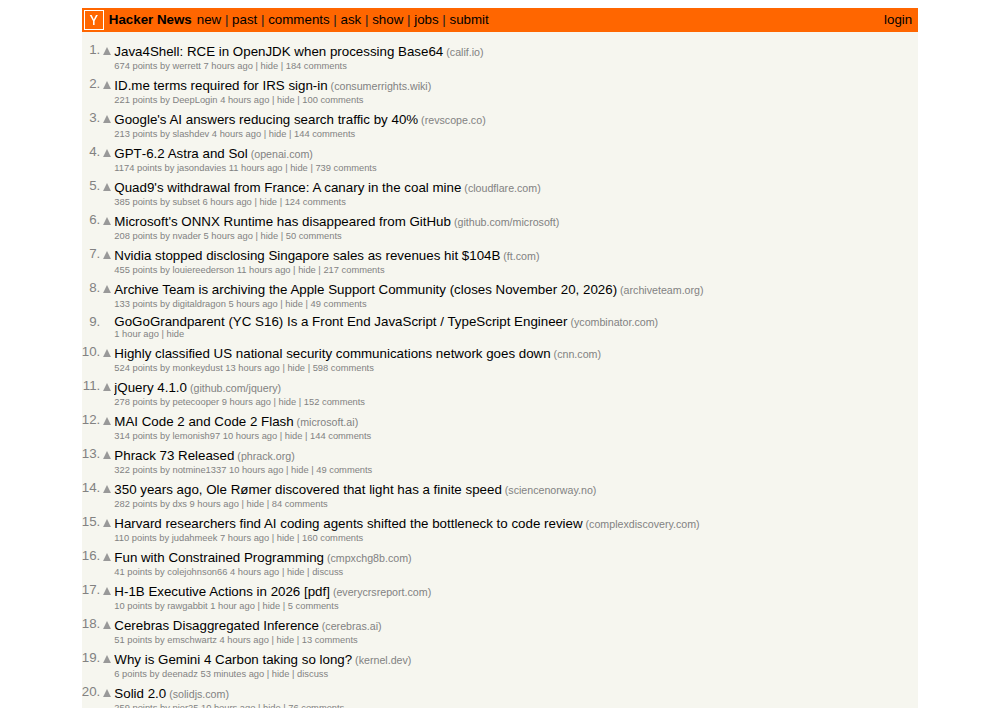 Y Hacker News new | past | comments | ask | show | jobs | submit login
1. ▲ Java4Shell: RCE in OpenJDK when processing Base64 (calif.io)
674 points by werrett 7 hours ago | hide | 184 comments
2. ▲ ID.me terms required for IRS sign-in (consumerrights.wiki)
221 points by DeepLogin 4 hours ago | hide | 100 comments
3. ▲ Google's AI answers reducing search traffic by 40% (revscope.co)
213 points by slashdev 4 hours ago | hide | 144 comments
4. ▲ GPT-6.2 Astra and Sol (openai.com)
1174 points by jasondavies 11 hours ago | hide | 739 comments
5. ▲ Quad9's withdrawal from France: A canary in the coal mine (cloudflare.com)
385 points by subset 6 hours ago | hide | 124 comments
6. ▲ Microsoft's ONNX Runtime has disappeared from GitHub (github.com/microsoft)
208 points by nvader 5 hours ago | hide | 50 comments
7. ▲ Nvidia stopped disclosing Singapore sales as revenues hit $104B (ft.com)
455 points by louiereederson 11 hours ago | hide | 217 comments
8. ▲ Archive Team is archiving the Apple Support Community (closes November 20, 2026) (archiveteam.org)
133 points by digitaldragon 5 hours ago | hide | 49 comments
9. GoGoGrandparent (YC S16) Is a Front End JavaScript / TypeScript Engineer (ycombinator.com)
1 hour ago | hide
10. ▲ Highly classified US national security communications network goes down (cnn.com)
524 points by monkeydust 13 hours ago | hide | 598 comments
11. ▲ jQuery 4.1.0 (github.com/jquery)
278 points by petecooper 9 hours ago | hide | 152 comments
12. ▲ MAI Code 2 and Code 2 Flash (microsoft.ai)
314 points by lemonish97 10 hours ago | hide | 144 comments
13. ▲ Phrack 73 Released (phrack.org)
322 points by notmine1337 10 hours ago | hide | 49 comments
14. ▲ 350 years ago, Ole Rømer discovered that light has a finite speed (sciencenorway.no)
282 points by dxs 9 hours ago | hide | 84 comments
15. ▲ Harvard researchers find AI coding agents shifted the bottleneck to code review (complexdiscovery.com)
110 points by judahmeek 7 hours ago | hide | 160 comments
16. ▲ Fun with Constrained Programming (cmpxchg8b.com)
41 points by colejohnson66 4 hours ago | hide | discuss
17. ▲ H-1B Executive Actions in 2026 [pdf] (everycrsreport.com)
10 points by rawgabbit 1 hour ago | hide | 5 comments
18. ▲ Cerebras Disaggregated Inference (cerebras.ai)
51 points by emschwartz 4 hours ago | hide | 13 comments
19. ▲ Why is Gemini 4 Carbon taking so long? (kernel.dev)
6 points by deenadz 53 minutes ago | hide | discuss
20. ▲ Solid 2.0 (solidjs.com)